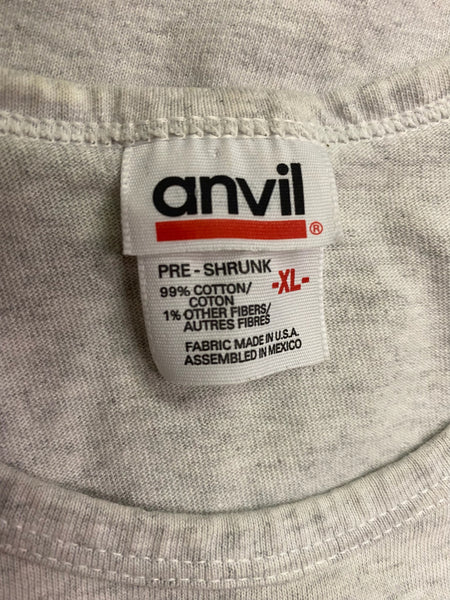 anvil®
PRE-SHRUNK
99% COTTON/ -XL-
COTON
1% OTHER FIBERS/
AUTRES FIBRES
FABRIC MADE IN U.S.A.
ASSEMBLED IN MEXICO